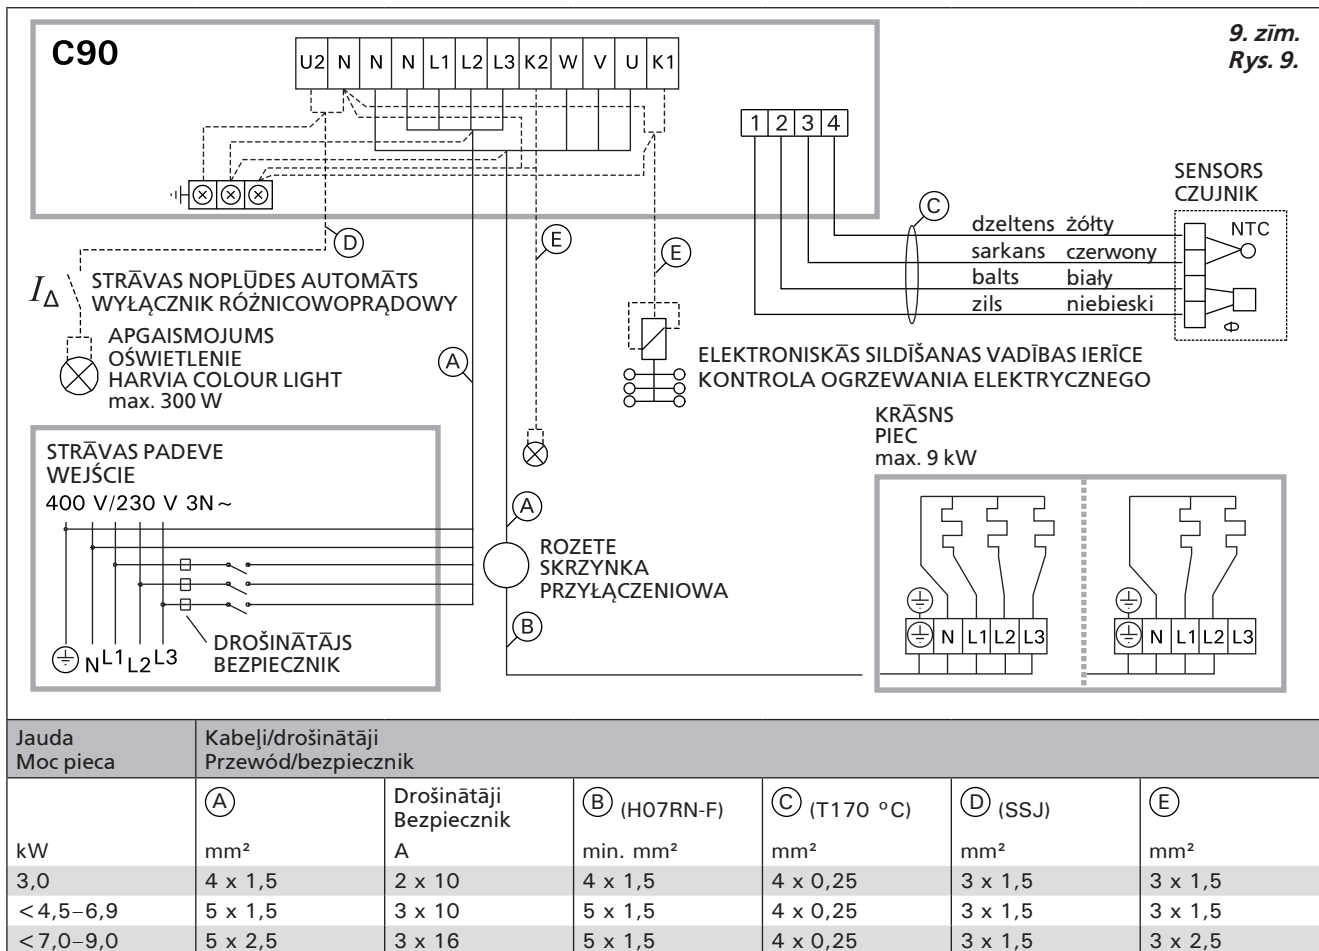 C90
9. zīm.
Rys. 9.
U2 N N N L1 L2 L3 K2 W V U K1
1 2 3 4
SENSORS
CZUJNIK
NTC
C
dzeltens żółty
sarkans czerwony
balts biały
zils niebieski
Φ
D
E
E
I∆
STRĀVAS NOPLŪDES AUTOMĀTS
WYŁĄCZNIK RÓŻNICOWOPRĄDOWY
APGAISMOJUMS
OŚWIETLENIE
HARVIA COLOUR LIGHT
max. 300 W
A
ELEKTRONISKĀS SILDĪŠANAS VADĪBAS IERĪCE
KONTROLA OGRZEWANIA ELEKTRYCZNEGO
KRĀSNS
PIEC
max. 9 kW
STRĀVAS PADEVE
WEJŚCIE
400 V/230 V 3N~
A
ROZETE
SKRZYNKA
PRZYŁĄCZENIOWA
B
DROŠINĀTĀJS
BEZPIECZNIK
N L1 L2 L3
N L1 L2 L3
N L1 L2 L3
Jauda
Moc pieca
Kabeļi/drošinātāji
Przewód/bezpiecznik
A
Drošinātāji
Bezpiecznik
B (H07RN-F)
C (T170 °C)
D (SSJ)
E
kW mm² A min. mm² mm² mm² mm²
3,0 4 x 1,5 2 x 10 4 x 1,5 4 x 0,25 3 x 1,5 3 x 1,5
<4,5–6,9 5 x 1,5 3 x 10 5 x 1,5 4 x 0,25 3 x 1,5 3 x 1,5
<7,0–9,0 5 x 2,5 3 x 16 5 x 1,5 4 x 0,25 3 x 1,5 3 x 2,5